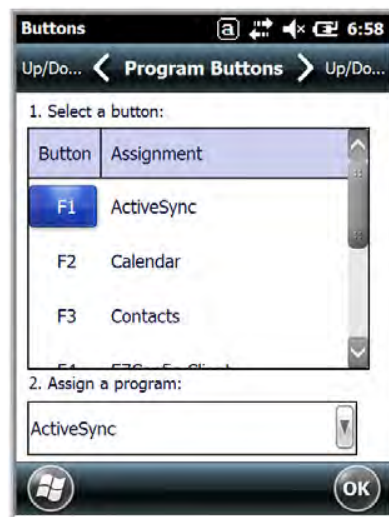 Buttons a 6:58
Up/Do... Program Buttons Up/Do...
1. Select a button:
Button Assignment
F1 ActiveSync
F2 Calendar
F3 Contacts
2. Assign a program:
ActiveSync
OK